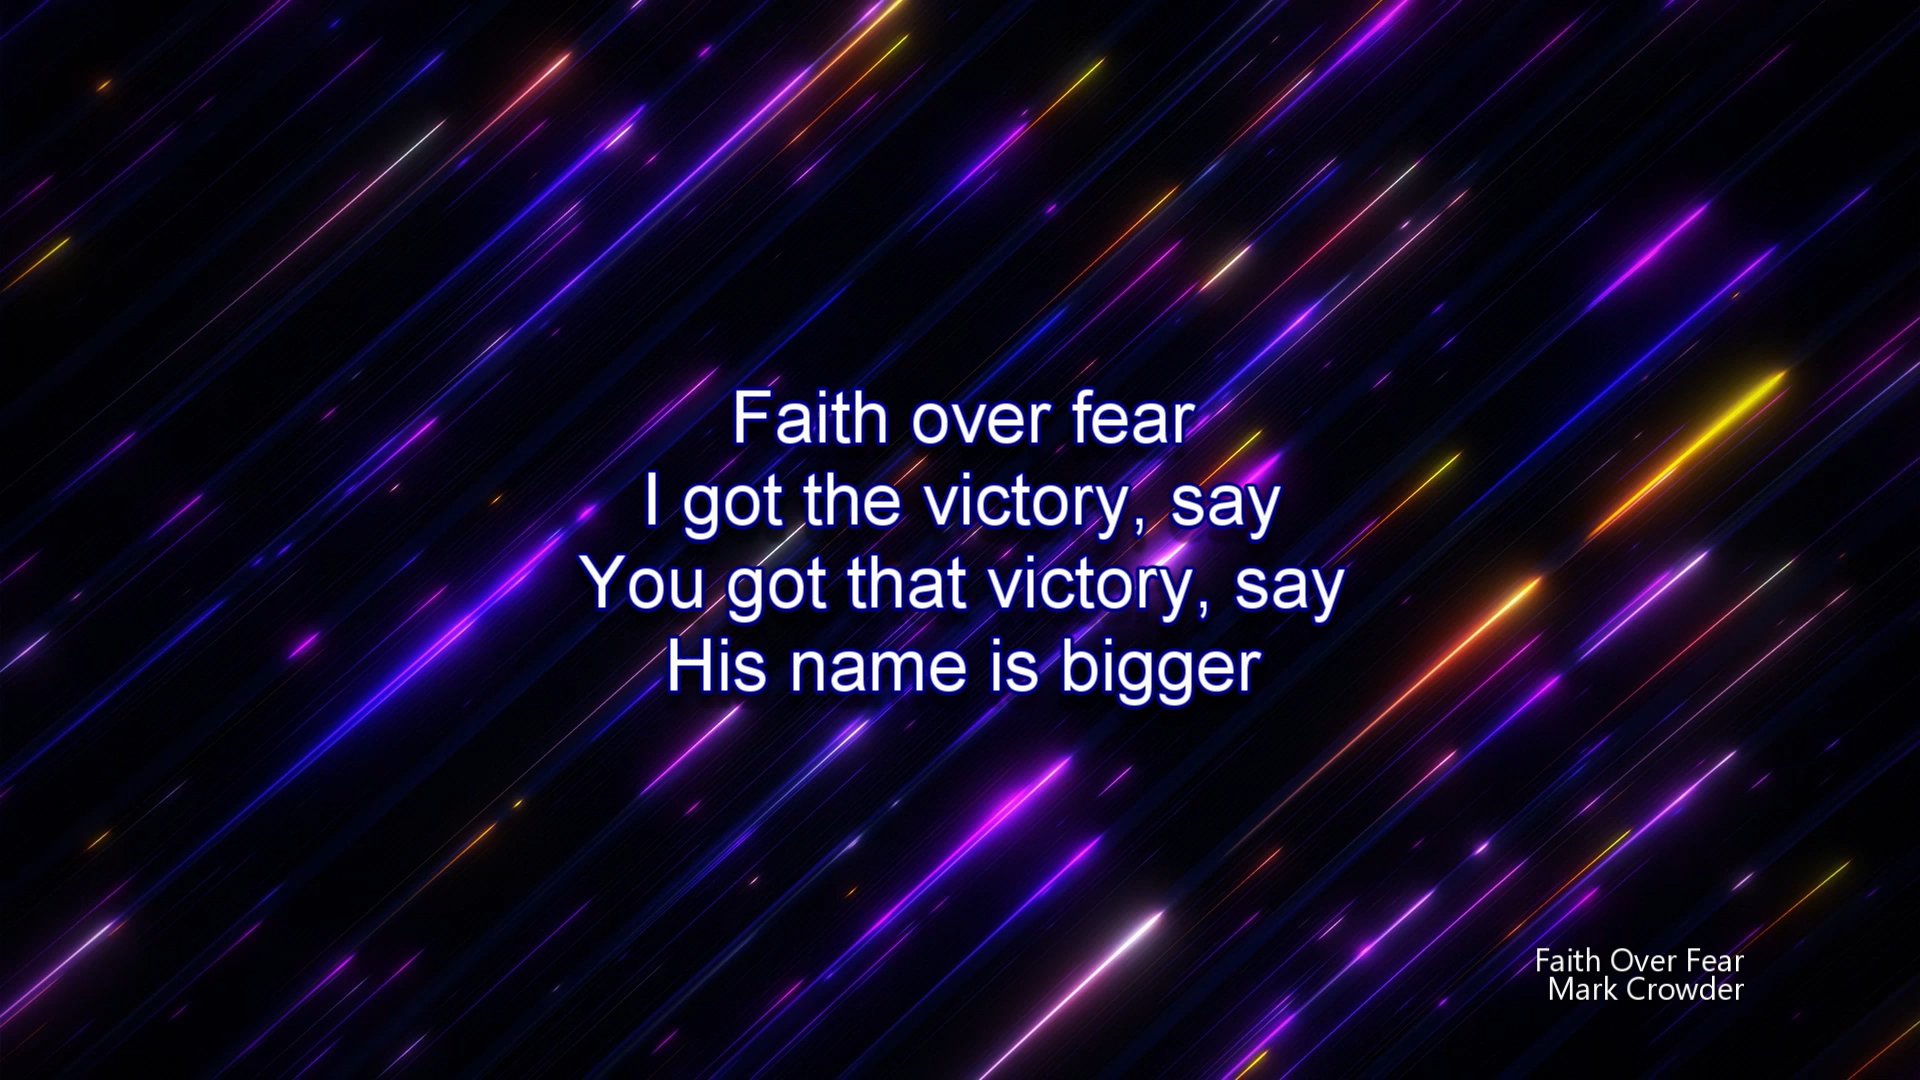 Faith over fear
I got the victory, say
You got that victory, say
His name is bigger
Faith Over Fear
Mark Crowder